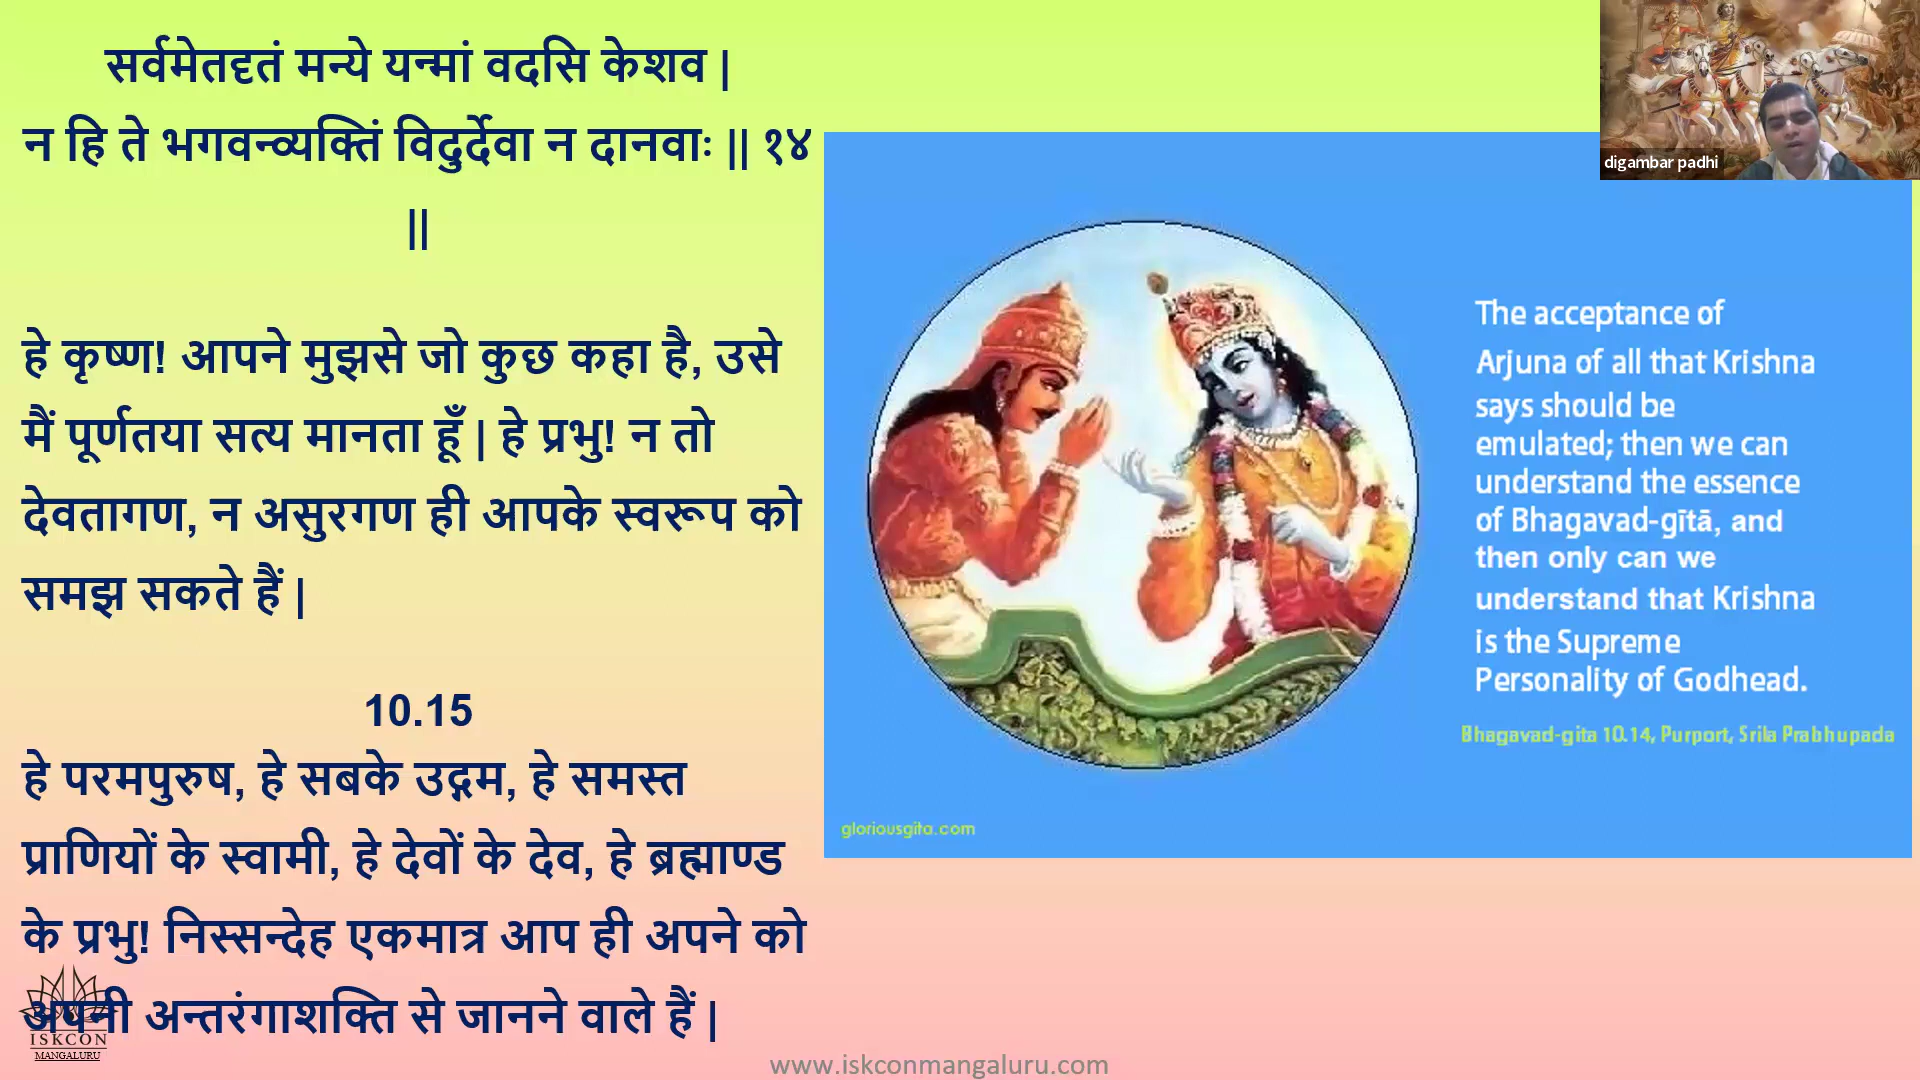 सर्वमेतदृतं मन्ये यन्मां वदसि केशव |
न हि ते भगवन्व्यक्तिं विदुर्देवा न दानवाः || १४
||
हे कृष्ण! आपने मुझसे जो कुछ कहा है, उसे
मैं पूर्णतया सत्य मानता हूँ | हे प्रभु! न तो
देवतागण, न असुरगण ही आपके स्वरूप को
समझ सकते हैं |
10.15
हे परमपुरुष, हे सबके उद्गम, हे समस्त
प्राणियों के स्वामी, हे देवों के देव, हे ब्रह्माण्ड
के प्रभु! निस्सन्देह एकमात्र आप ही अपने को
अपनी अन्तरंगाशक्ति से जानने वाले हैं |
ISKCON
MANGALURU
digambar padhi
The acceptance of
Arjuna of all that Krishna
says should be
emulated; then we can
understand the essence
of Bhagavad-gītā, and
then only can we
understand that Krishna
is the Supreme
Personality of Godhead.
Bhagavad-gita 10.14, Purport, Srila Prabhupada
gloriousgita.com
www.iskconmangaluru.com